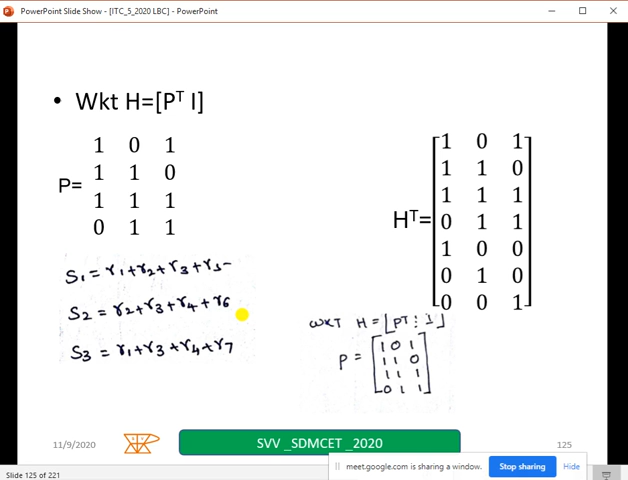 PowerPoint Slide Show - [ITC_5_2020 LBC] - PowerPoint
• Wkt H=[Pᵀ I]
P=
1 0 1
1 1 0
1 1 1
0 1 1
Hᵀ=
1 0 1
1 1 0
1 1 1
0 1 1
1 0 0
0 1 0
0 0 1
S₁ = r₁+r₂+r₃+r₅
S₂ = r₂+r₃+r₄+r₆
S₃ = r₁+r₃+r₄+r₇
WKT H = [PT : I]
P =
1 0 1
1 1 0
1 1 1
0 1 1
11/9/2020
SVV _SDMCET _2020
125
meet.google.com is sharing a window.
Stop sharing
Hide
Slide 125 of 221